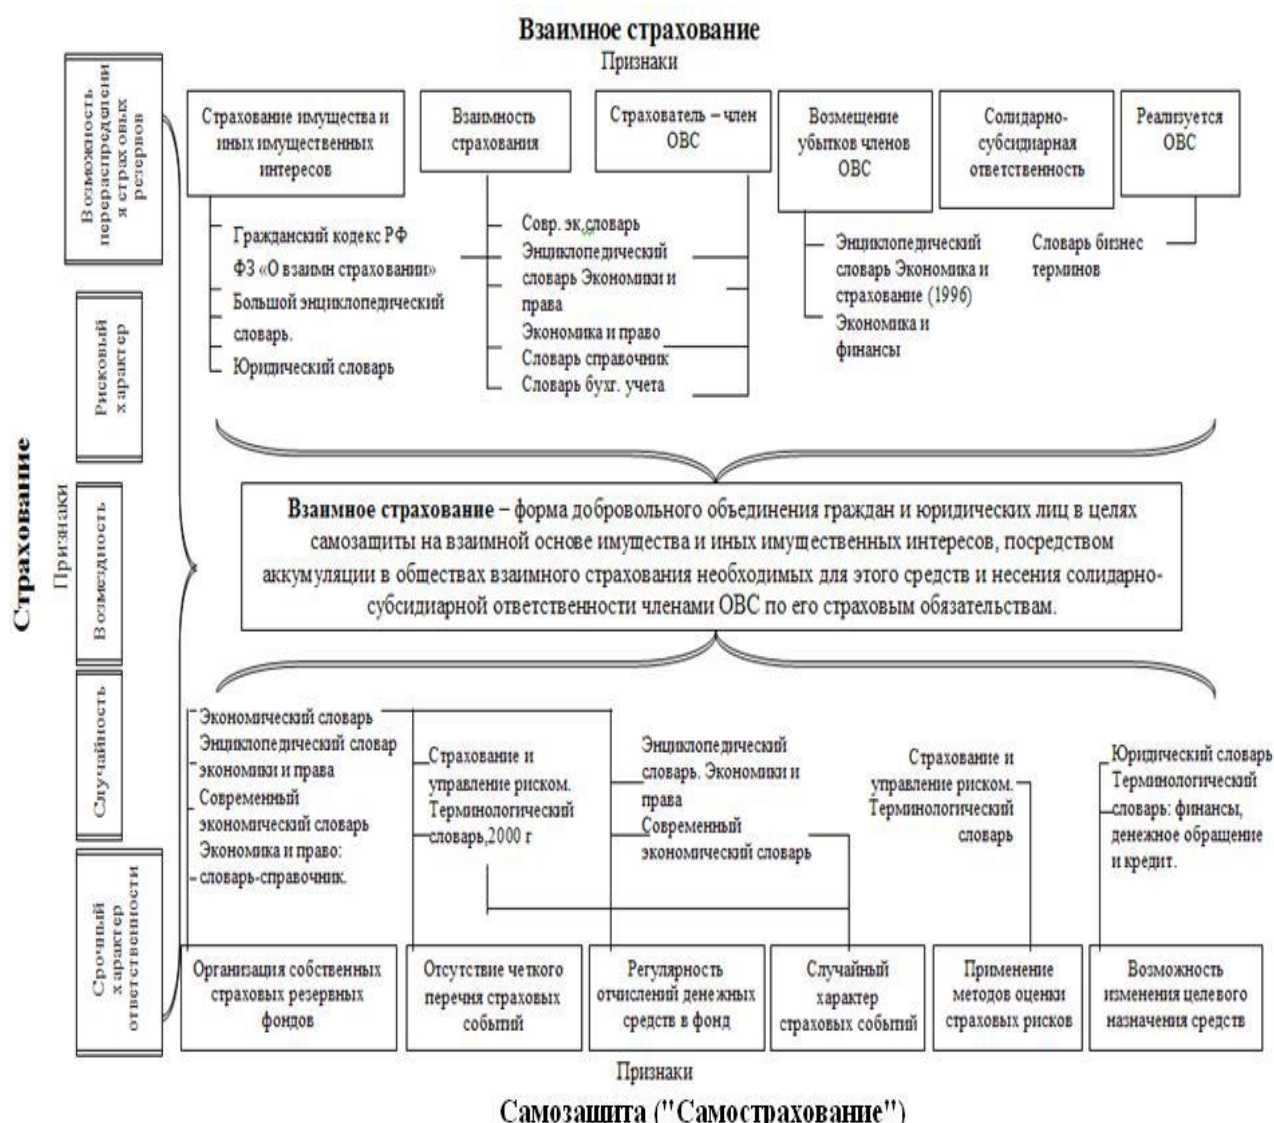 Взаимное страхование
Признаки
Страхование имущества и
иных имущественных
интересов
Взаимность
страхования
Страхователь – член
ОВС
Возмещение
убытков членов
ОВС
Солидарно-
субсидиарная
ответственность
Реализуется
ОВС
Гражданский кодекс РФ
ФЗ «О взаимн страховании»
Большой энциклопедический
словарь.
Юридический словарь
Совр. эк.словарь
Энциклопедический
словарь Экономики и
права
Экономика и право
Словарь справочник
Словарь бухг. учета
Энциклопедический
словарь Экономика и
страхование (1996)
Экономика и
финансы
Словарь бизнес
терминов
Страхование
Признаки
Возможность
перераспределени
я страховых
резервов
Рисковый
х арактер
Возмездность
Случайность
Срочный
х арактер
ответственности
Взаимное страхование – форма добровольного объединения граждан и юридических лиц в целях
самозащиты на взаимной основе имущества и иных имущественных интересов, посредством
аккумуляции в обществах взаимного страхования необходимых для этого средств и несения солидарно-
субсидиарной ответственности членами ОВС по его страховым обязательствам.
Экономический словарь
Энциклопедический словар
экономики и права
Современный
экономический словарь
Экономика и право:
словарь-справочник.
Страхование и
управление риском.
Терминологический
словарь,2000 г
Энциклопедический
словарь. Экономики и
права
Современный
экономический словарь
Страхование и
управление риском.
Терминологический
словарь
Юридический словарь
Терминологический
словарь: финансы,
денежное обращение
и кредит.
Организация собственных
страховых резервных
фондов
Отсутствие четкого
перечня страховых
событий
Регулярность
отчислений денежных
средств в фонд
Случайный
характер
страховых событий
Применение
методов оценки
страховых рисков
Возможность
изменения целевого
назначения средств
Признаки
Самозащита ("Самострахование")